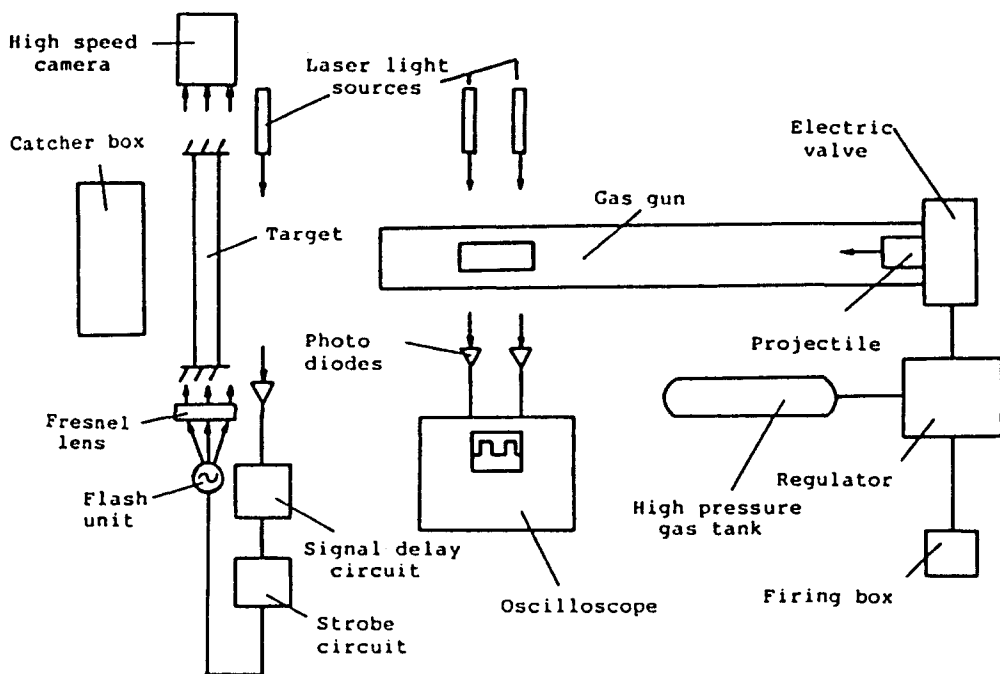 High speed
camera
Laser light
sources
Catcher box
Electric
valve
Gas gun
Target
Photo
diodes
Projectile
Fresnel
lens
Flash
unit
Regulator
High pressure
gas tank
Signal delay
circuit
Oscilloscope
Firing box
Strobe
circuit